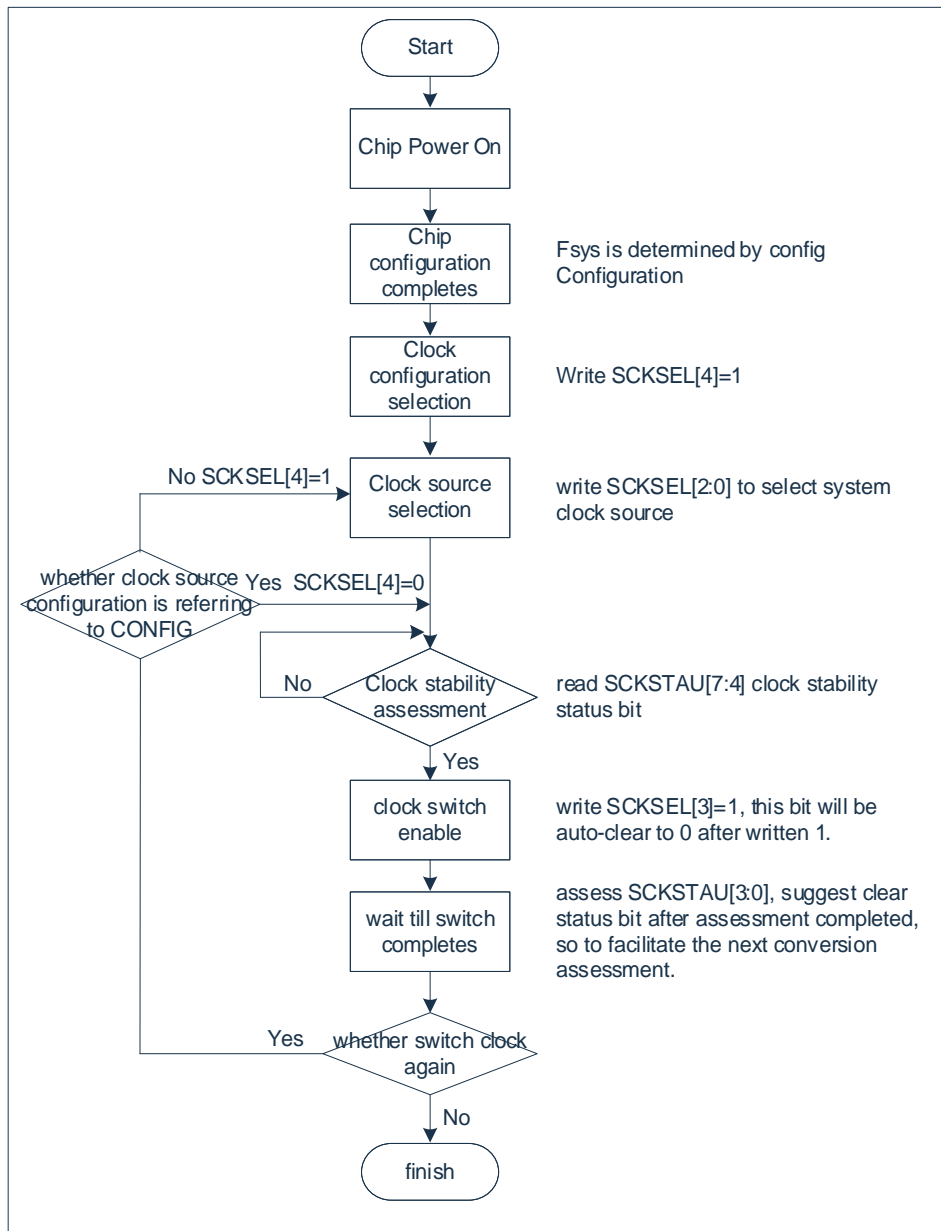 Start
Chip Power On
Chip
configuration
completes
Fsys is determined by config
Configuration
Clock
configuration
selection
Write SCKSEL[4]=1
No SCKSEL[4]=1
Clock source
selection
write SCKSEL[2:0] to select system
clock source
whether clock source
configuration is referring
to CONFIG
Yes SCKSEL[4]=0
No
Clock stability
assessment
read SCKSTAU[7:4] clock stability
status bit
Yes
clock switch
enable
write SCKSEL[3]=1, this bit will be
auto-clear to 0 after written 1.
wait till switch
completes
assess SCKSTAU[3:0], suggest clear
status bit after assessment completed,
so to facilitate the next conversion
assessment.
Yes
whether switch clock
again
No
finish